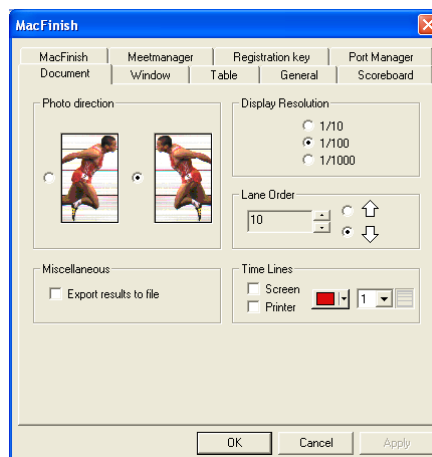 MacFinish
MacFinish Meetmanager Registration key Port Manager
Document Window Table General Scoreboard
Photo direction
Display Resolution
1/10
1/100
1/1000
Lane Order
10
Miscellaneous
Export results to file
Time Lines
Screen
Printer
1
OK Cancel Apply